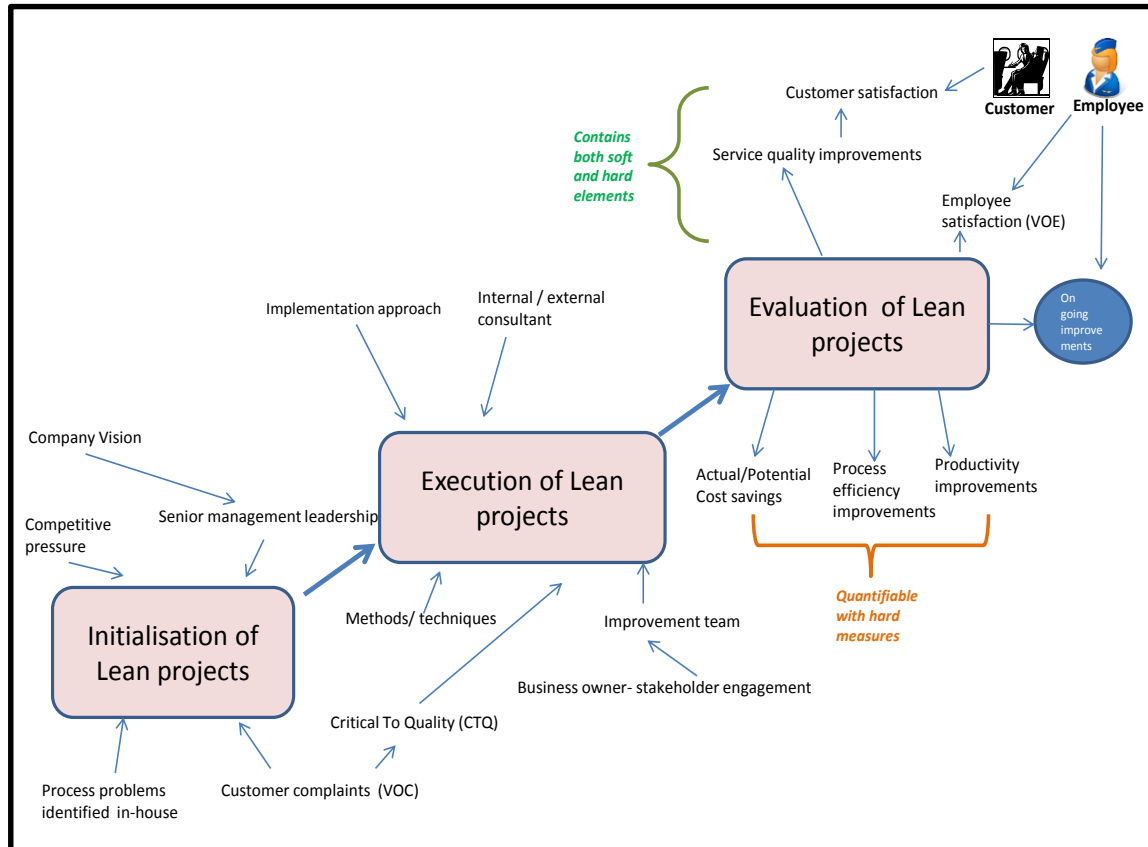 Customer
Employee
Customer satisfaction
Contains
both soft
and hard
elements
Service quality improvements
Employee
satisfaction (VOE)
Implementation approach
Internal / external
consultant
Evaluation of Lean
projects
On
going
improve
ments
Company Vision
Execution of Lean
projects
Actual/Potential
Cost savings
Process
efficiency
improvements
Productivity
improvements
Senior management leadership
Competitive
pressure
Quantifiable
with hard
measures
Methods/ techniques
Improvement team
Initialisation of
Lean projects
Business owner- stakeholder engagement
Critical To Quality (CTQ)
Process problems
identified in-house
Customer complaints (VOC)